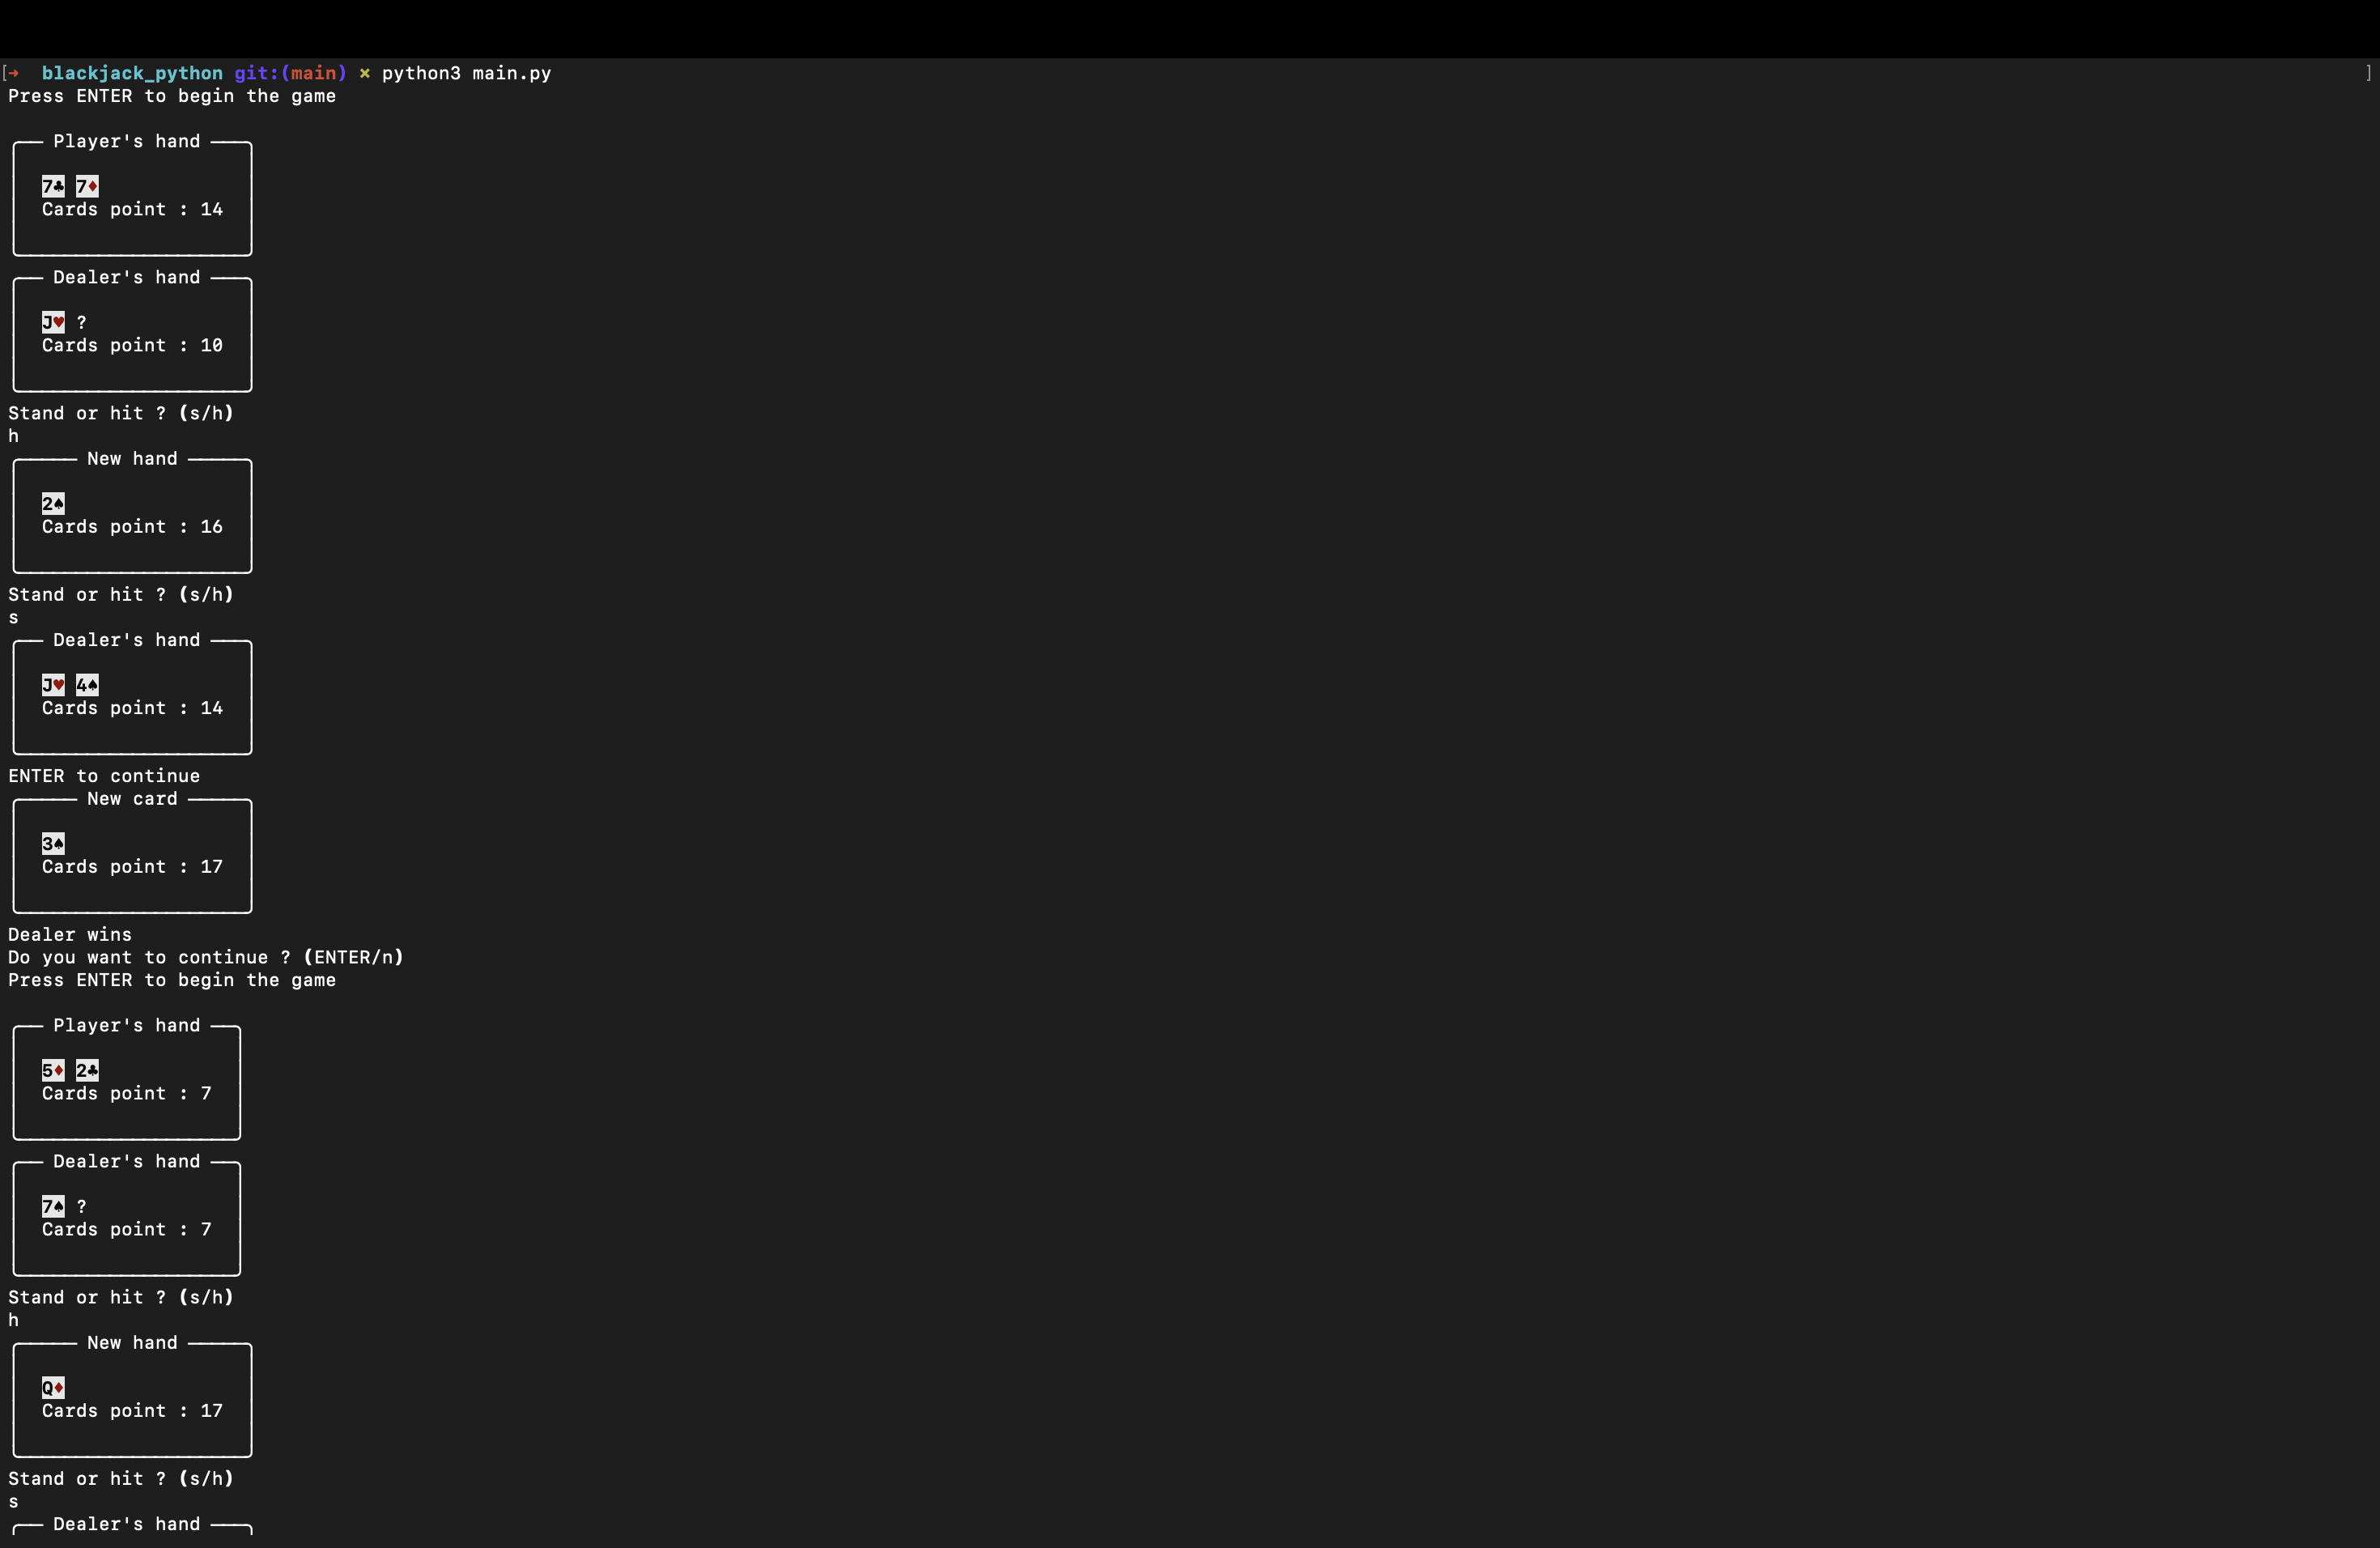 [→  blackjack_python git:(main) ✗ python3 main.py ]
Press ENTER to begin the game
Player's hand
7♣ 7♦
Cards point : 14
Dealer's hand
J♥ ?
Cards point : 10
Stand or hit ? (s/h)
h
New hand
2♠
Cards point : 16
Stand or hit ? (s/h)
s
Dealer's hand
J♥ 4♠
Cards point : 14
ENTER to continue
New card
3♠
Cards point : 17
Dealer wins
Do you want to continue ? (ENTER/n)
Press ENTER to begin the game
Player's hand
5♦ 2♣
Cards point : 7
Dealer's hand
7♠ ?
Cards point : 7
Stand or hit ? (s/h)
h
New hand
Q♦
Cards point : 17
Stand or hit ? (s/h)
s
Dealer's hand